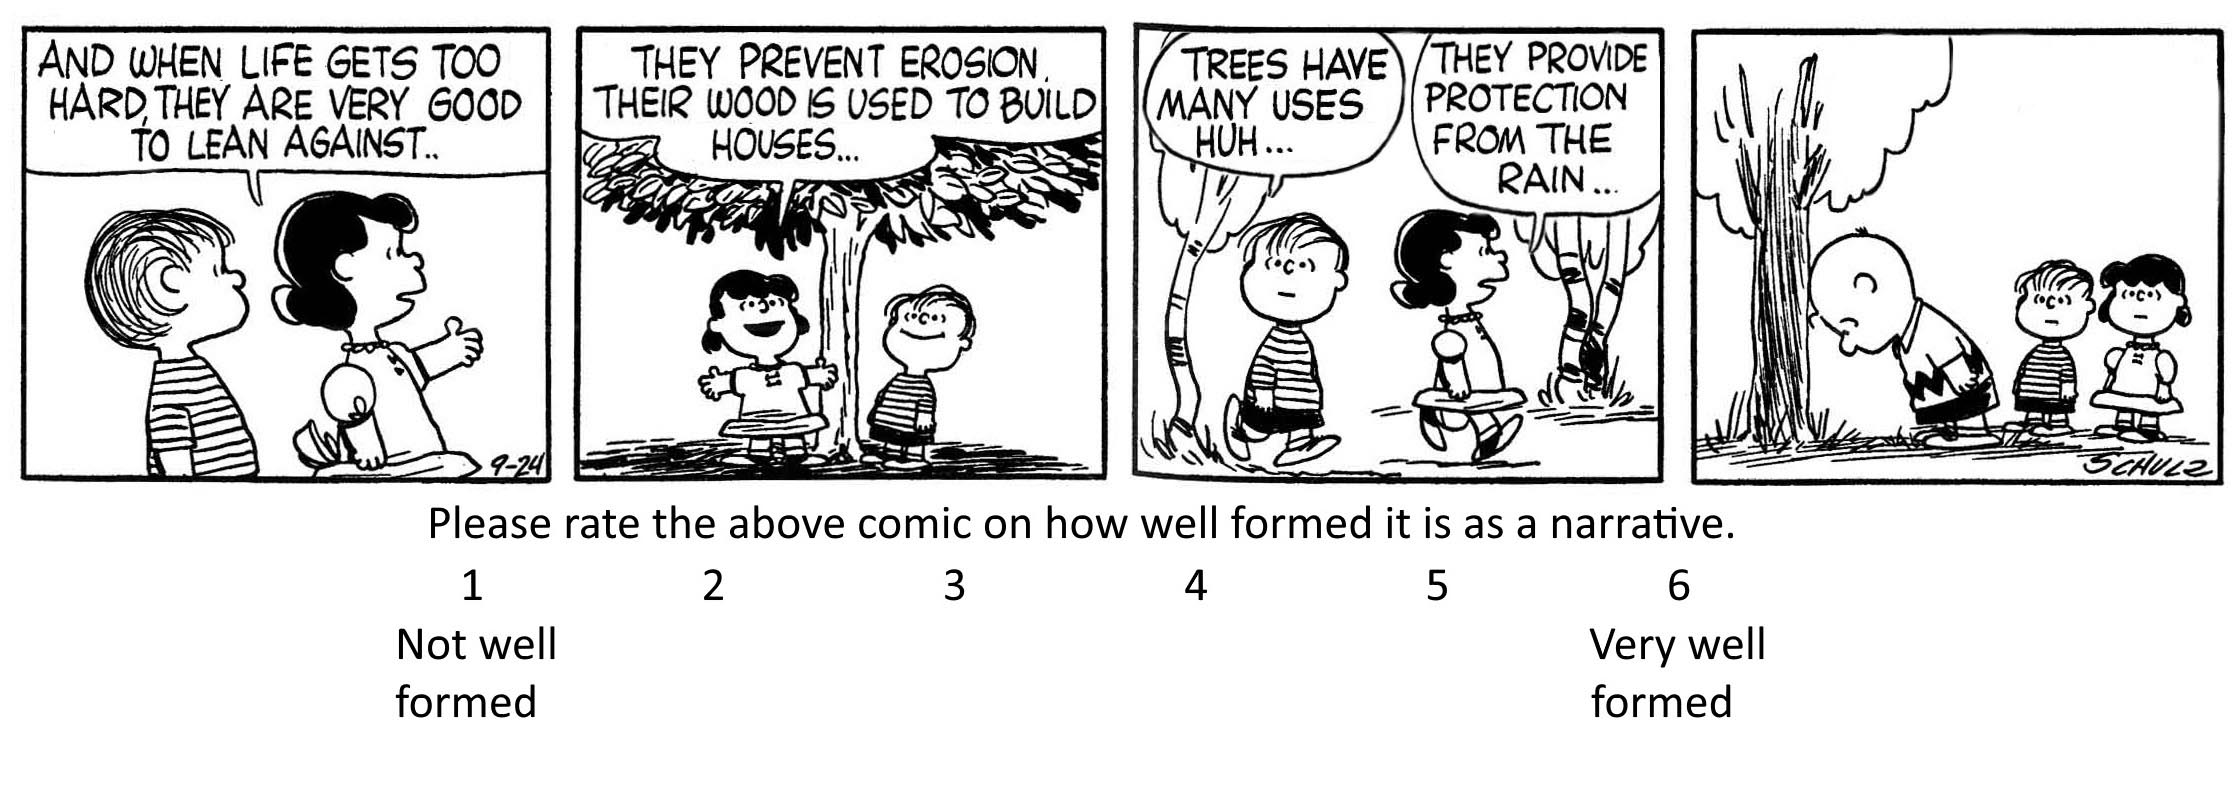 AND WHEN LIFE GETS TOO
HARD, THEY ARE VERY GOOD
TO LEAN AGAINST..
9-24
THEY PREVENT EROSION.
THEIR WOOD IS USED TO BUILD
HOUSES...
TREES HAVE
MANY USES
HUH...
THEY PROVIDE
PROTECTION
FROM THE
RAIN...
SCHULZ
Please rate the above comic on how well formed it is as a narrative.
1 2 3 4 5 6
Not well
formed
Very well
formed